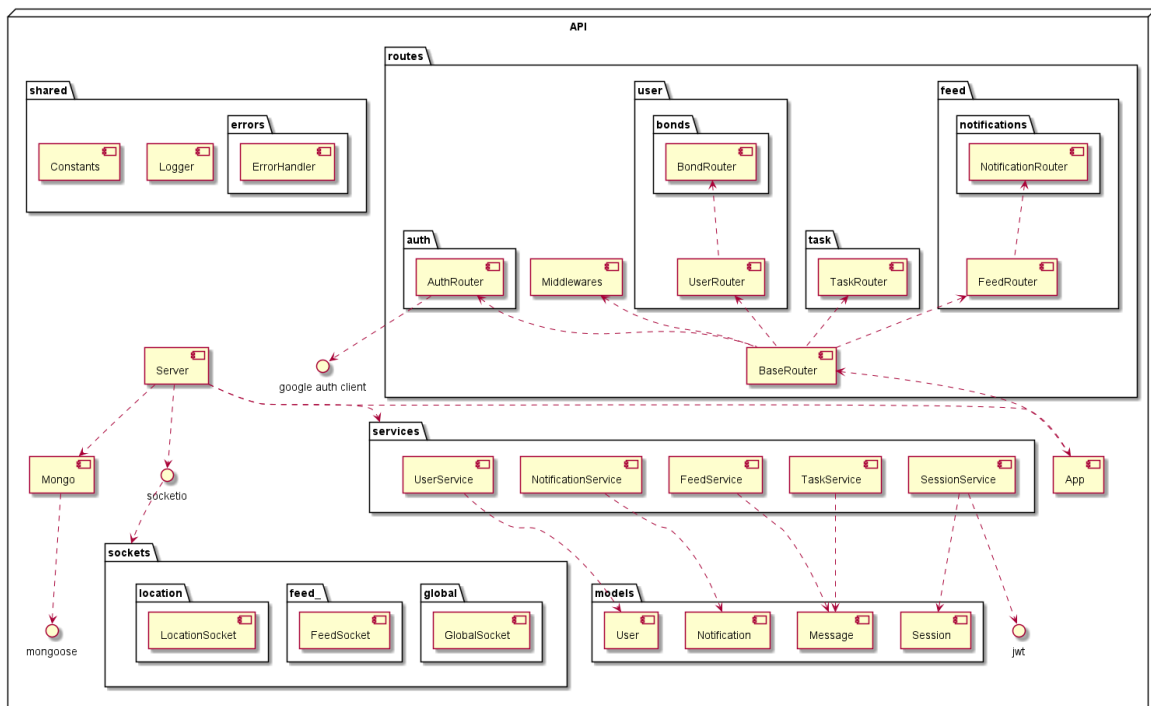 API
routes
shared
user
feed
errors
bonds
notifications
Constants
Logger
ErrorHandler
BondRouter
NotificationRouter
auth
task
AuthRouter
Middlewares
UserRouter
TaskRouter
FeedRouter
Server
google auth client
BaseRouter
services
Mongo
socketio
UserService
NotificationService
FeedService
TaskService
SessionService
App
sockets
location
feed_
global
models
LocationSocket
FeedSocket
GlobalSocket
User
Notification
Message
Session
mongoose
jwt